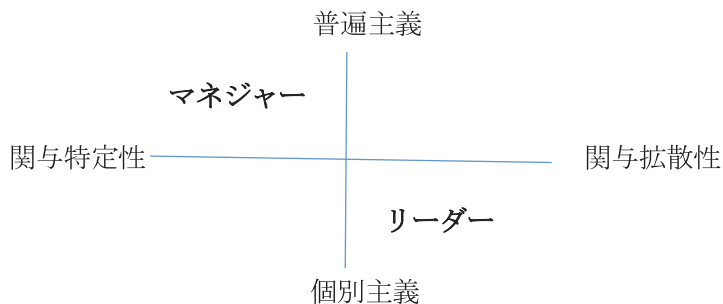 普遍主義
マネジャー
関与特定性
関与拡散性
リーダー
個別主義